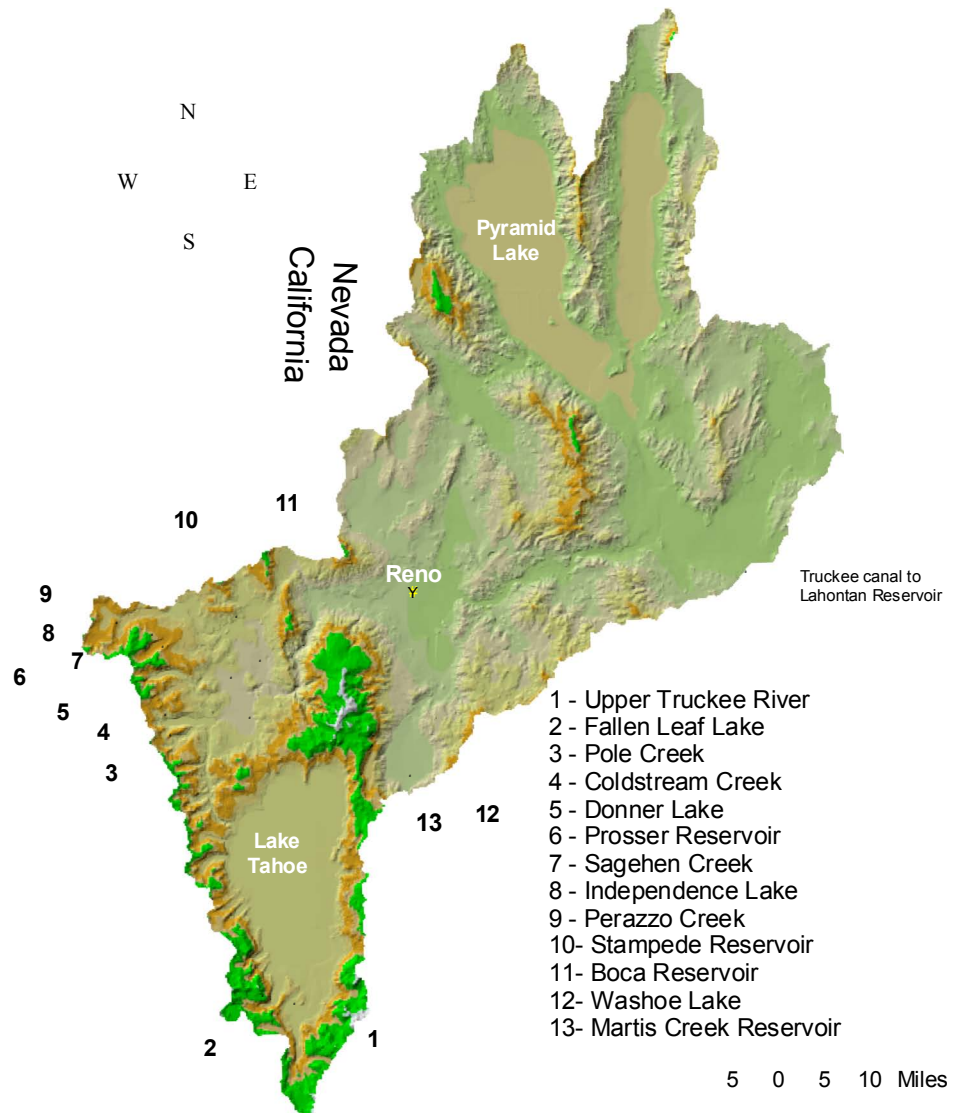 N
W E
S
Nevada
California
Pyramid
Lake
11
10
Reno
Y
Truckee canal to
Lahontan Reservoir
9
8
7
6
5
4
3
1 - Upper Truckee River
2 - Fallen Leaf Lake
3 - Pole Creek
4 - Coldstream Creek
5 - Donner Lake
6 - Prosser Reservoir
7 - Sagehen Creek
8 - Independence Lake
9 - Perazzo Creek
10- Stampede Reservoir
11- Boca Reservoir
12- Washoe Lake
13- Martis Creek Reservoir
13
12
Lake
Tahoe
2
1
5 0 5 10 Miles